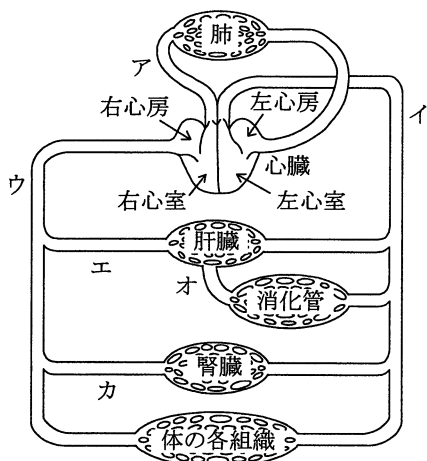 肺
ア
右心房
左心房
イ
心臓
ウ
右心室
左心室
肝臓
エ
オ
消化管
腎臓
カ
体の各組織